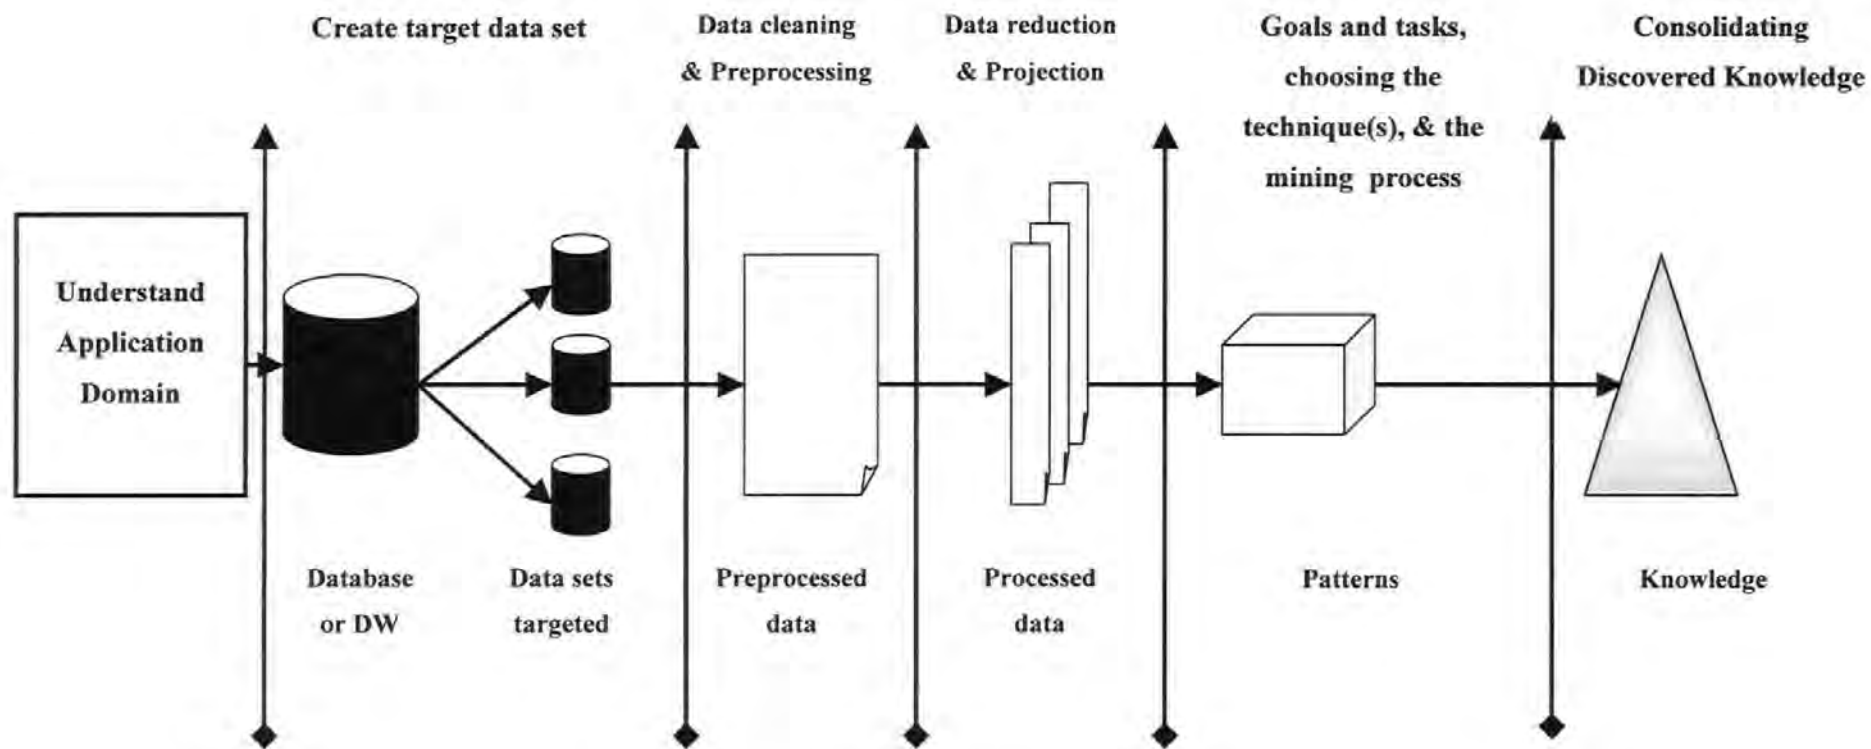 Create target data set
Data cleaning
& Preprocessing
Data reduction
& Projection
Goals and tasks,
choosing the
technique(s), & the
mining process
Consolidating
Discovered Knowledge
Understand
Application
Domain
Database
or DW
Data sets
targeted
Preprocessed
data
Processed
data
Patterns
Knowledge